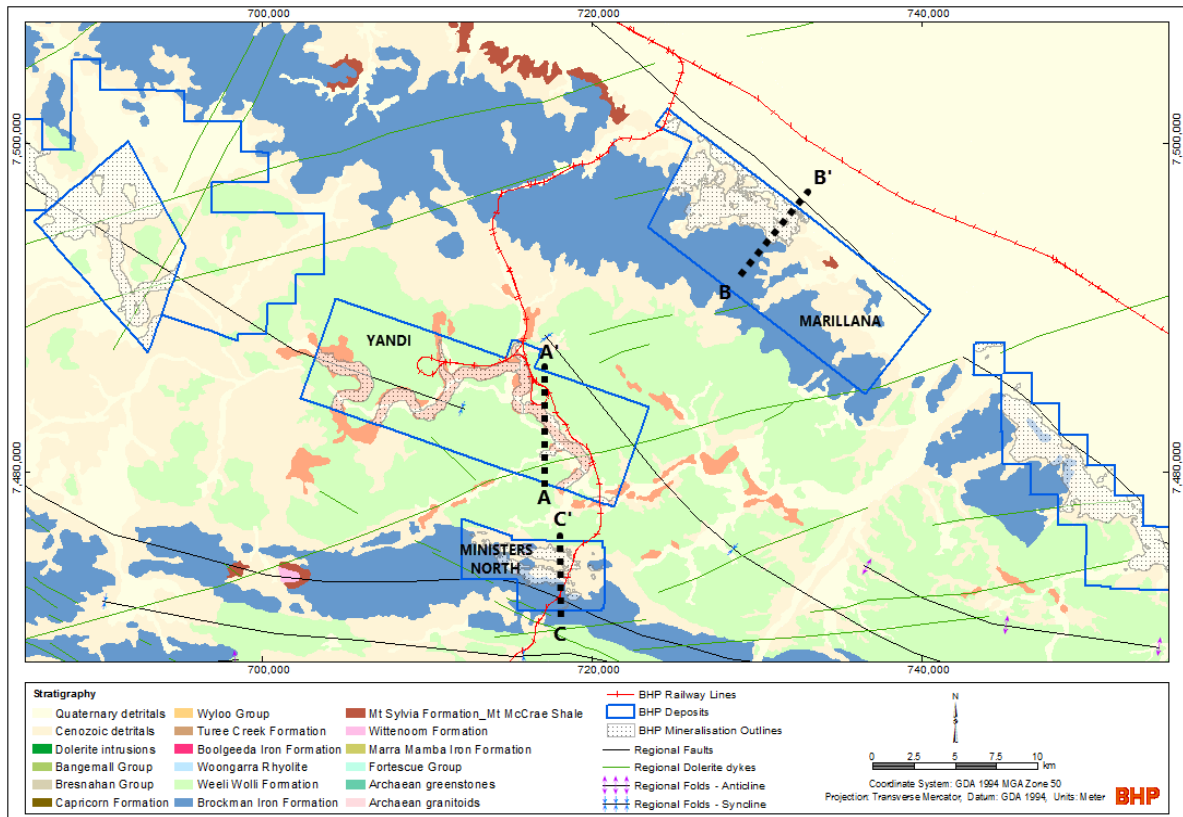 700,000
720,000
740,000
7,500,000
7,500,000
B'
B
MARILLANA
YANDI
A'
7,480,000
7,480,000
A
C'
MINISTERS
NORTH
C
700,000
720,000
740,000
Stratigraphy
Quaternary detritals
Cenozoic detritals
Dolerite intrusions
Bangemall Group
Bresnahan Group
Capricorn Formation
Wyloo Group
Turee Creek Formation
Boolgeeda Iron Formation
Woongarra Rhyolite
Weeli Wolli Formation
Brockman Iron Formation
Mt Sylvia Formation_Mt McCrae Shale
Wittenoom Formation
Marra Mamba Iron Formation
Fortescue Group
Archaean greenstones
Archaean granitoids
BHP Railway Lines
BHP Deposits
BHP Mineralisation Outlines
Regional Faults
Regional Dolerite dykes
Regional Folds - Anticline
Regional Folds - Syncline
N
0 2.5 5 10
km
Coordinate System: GDA 1994 MGA Zone 50
Projection: Transverse Mercator, Datum: GDA 1994, Units: Meter
BHP